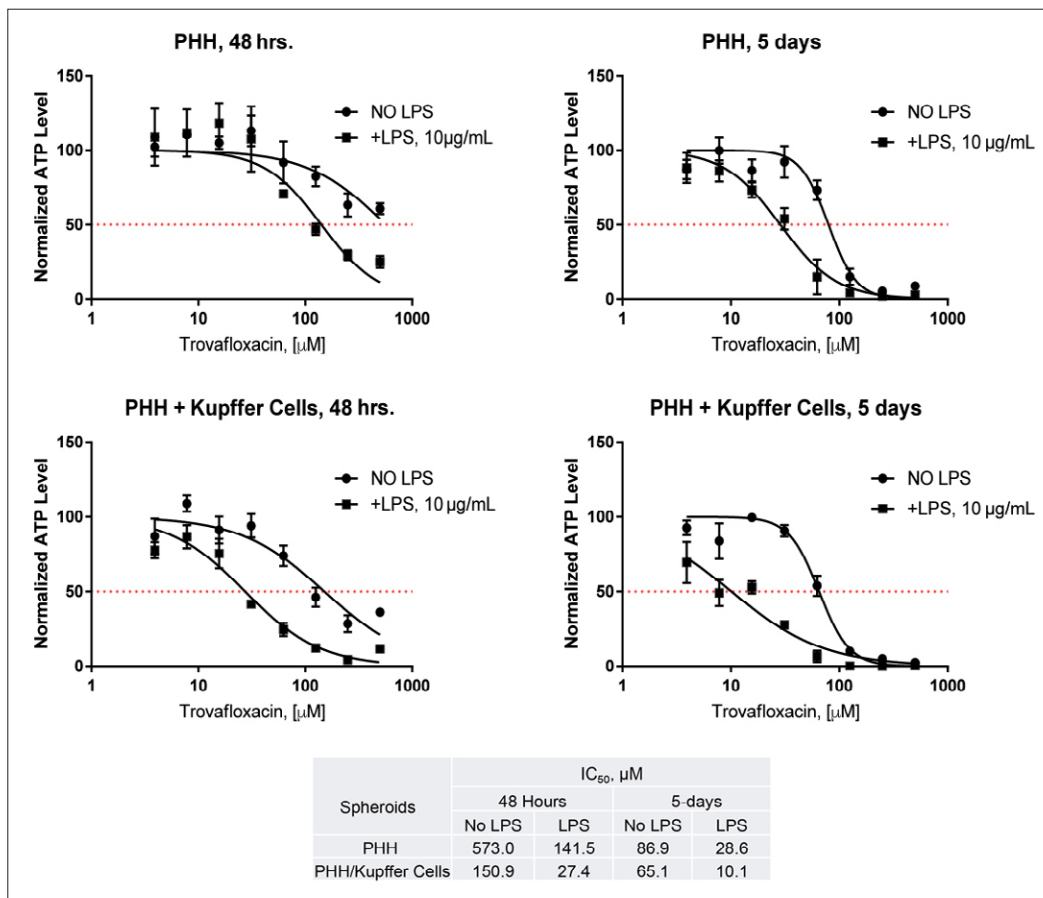 PHH, 48 hrs.
150
100
50
0
1
10
100
1000
Normalized ATP Level
Trovafloxacin, [µM]
NO LPS
+LPS, 10µg/mL
PHH, 5 days
150
100
50
0
1
10
100
1000
Normalized ATP Level
Trovafloxacin, [µM]
NO LPS
+LPS, 10µg/mL
PHH + Kupffer Cells, 48 hrs.
150
100
50
0
1
10
100
1000
Normalized ATP Level
Trovafloxacin, [µM]
NO LPS
+LPS, 10 µg/mL
PHH + Kupffer Cells, 5 days
150
100
50
0
1
10
100
1000
Normalized ATP Level
Trovafloxacin, [µM]
NO LPS
+LPS, 10 µg/mL
Spheroids
IC₅₀, µM
48 Hours 5-days
No LPS LPS No LPS LPS
PHH 573.0 141.5 86.9 28.6
PHH/Kupffer Cells 150.9 27.4 65.1 10.1